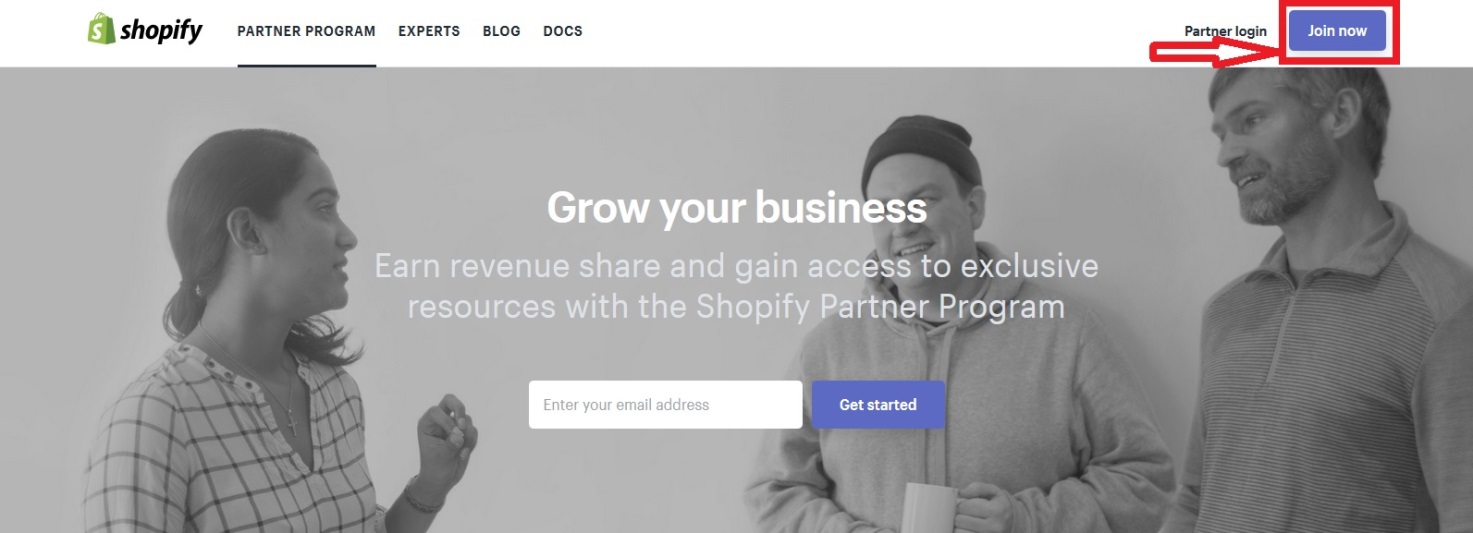 shopify PARTNER PROGRAM EXPERTS BLOG DOCS Partner login Join now
Grow your business
Earn revenue share and gain access to exclusive
resources with the Shopify Partner Program
Enter your email address Get started